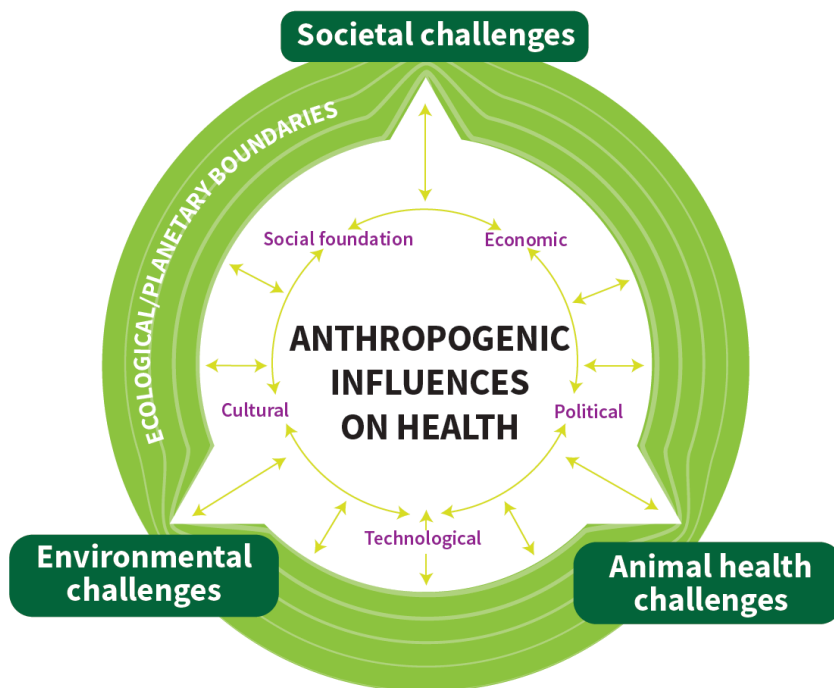 Societal challenges
ECOLOGICAL/PLANETARY BOUNDARIES
Social foundation
Economic
ANTHROPOGENIC
INFLUENCES
ON HEALTH
Cultural
Political
Technological
Environmental
challenges
Animal health
challenges